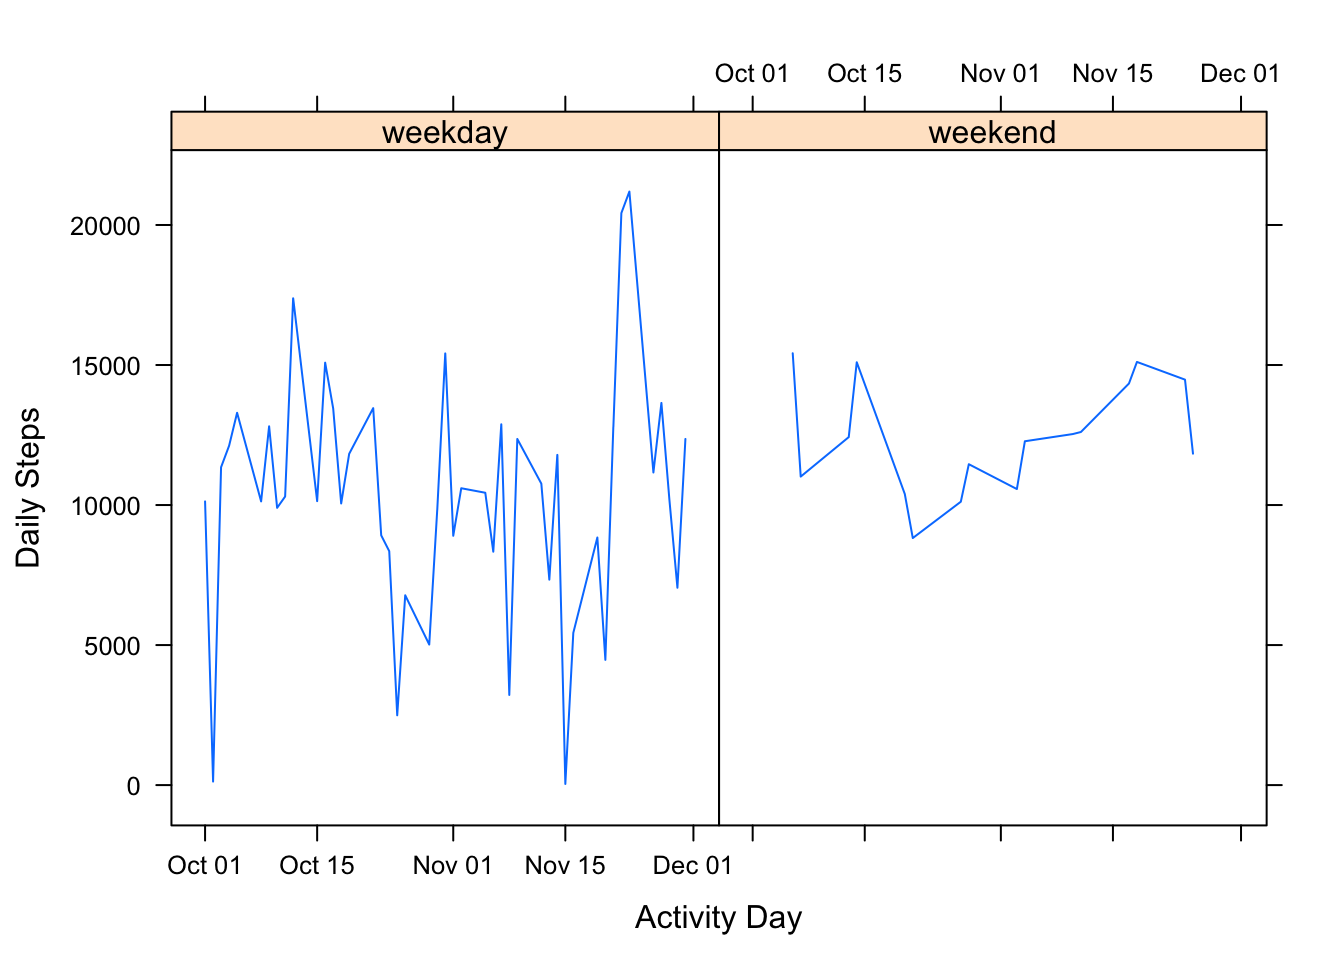 Oct 01 Oct 15 Nov 01 Nov 15 Dec 01
weekday weekend
20000
15000
10000
5000
0
Daily Steps
Oct 01 Oct 15 Nov 01 Nov 15 Dec 01
Activity Day